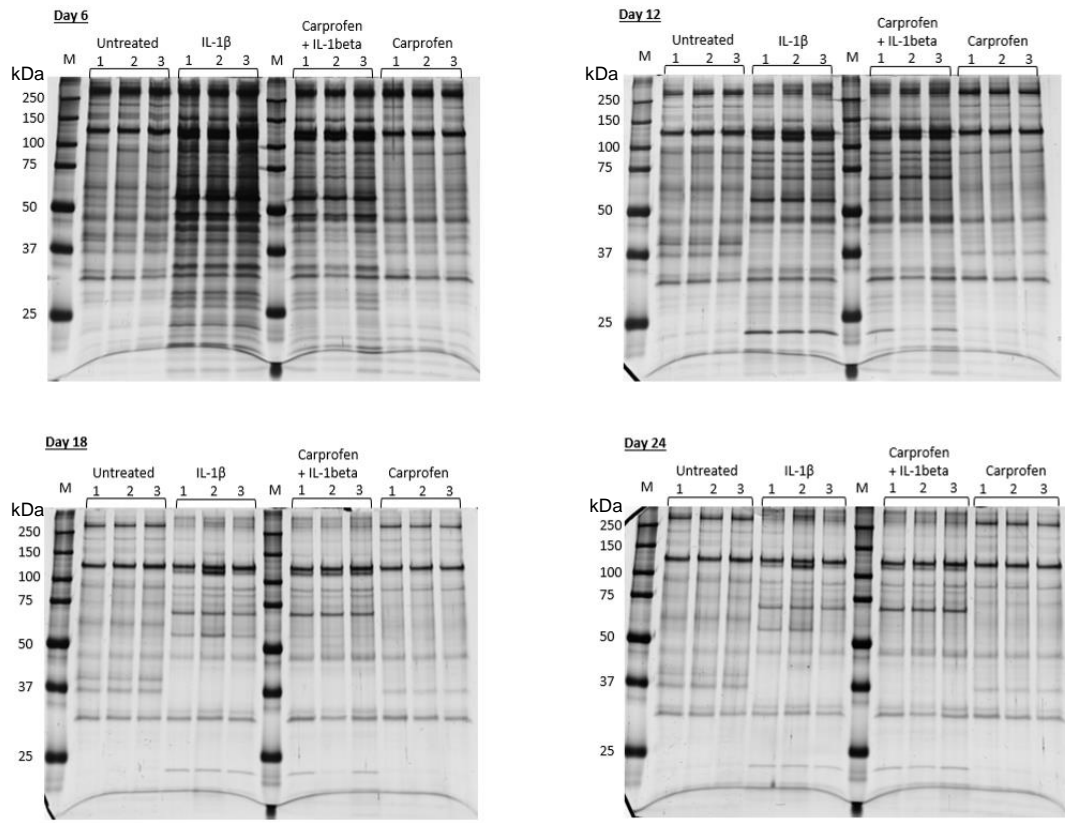 Day 6
Untreated IL-1β Carprofen + IL-1beta Carprofen
M 1 2 3 1 2 3 M 1 2 3 1 2 3
kDa
250
150
100
75
50
37
25
Day 12
Untreated IL-1β Carprofen + IL-1beta Carprofen
M 1 2 3 1 2 3 M 1 2 3 1 2 3
kDa
250
150
100
75
50
37
25
Day 18
Untreated IL-1β Carprofen + IL-1beta Carprofen
M 1 2 3 1 2 3 M 1 2 3 1 2 3
kDa
250
150
100
75
50
37
25
Day 24
Untreated IL-1β Carprofen + IL-1beta Carprofen
M 1 2 3 1 2 3 M 1 2 3 1 2 3
kDa
250
150
100
75
50
37
25